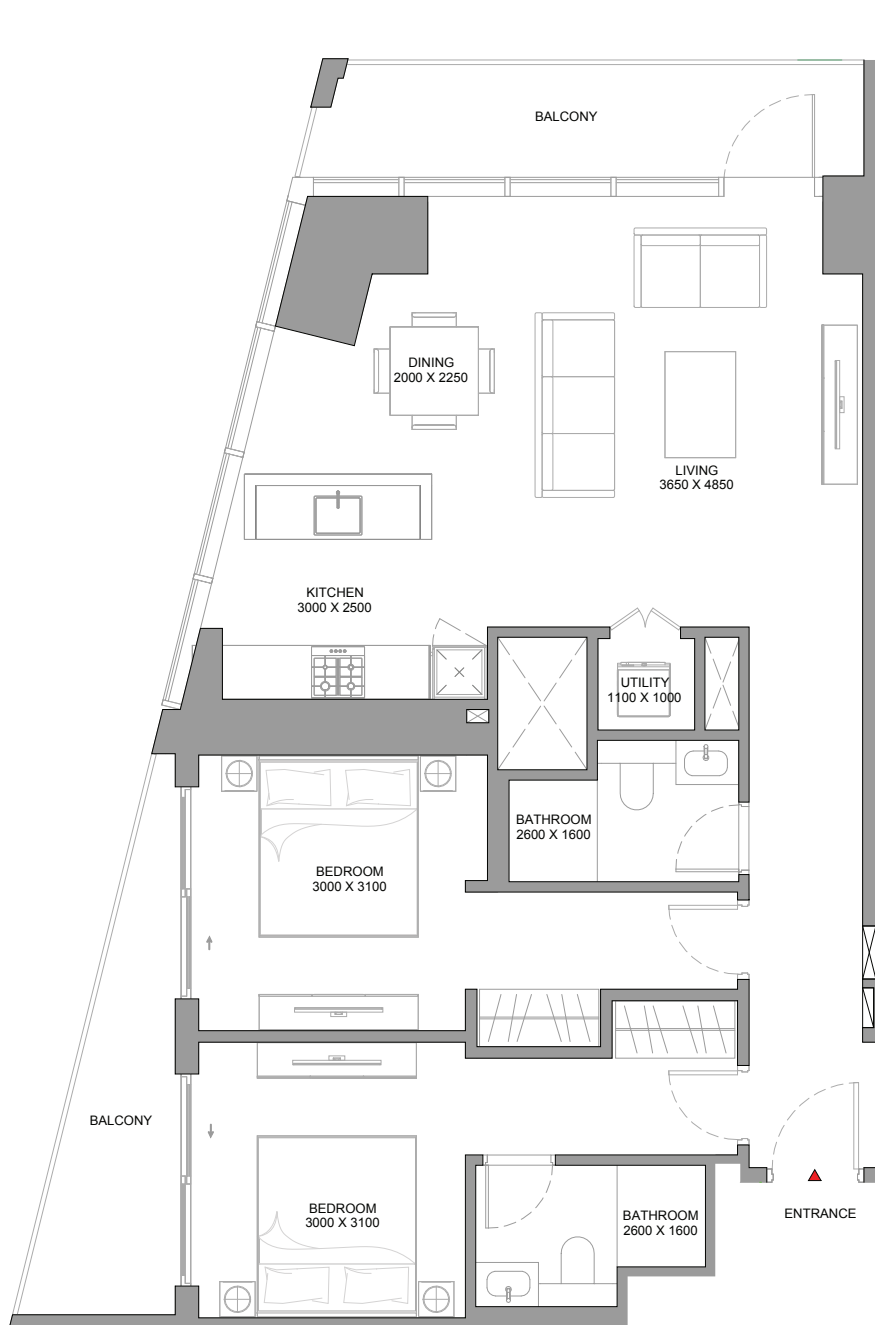 BALCONY
DINING
2000 X 2250
LIVING
3650 X 4850
KITCHEN
3000 X 2500
UTILITY
1100 X 1000
BATHROOM
2600 X 1600
BEDROOM
3000 X 3100
BALCONY
BEDROOM
3000 X 3100
BATHROOM
2600 X 1600
ENTRANCE